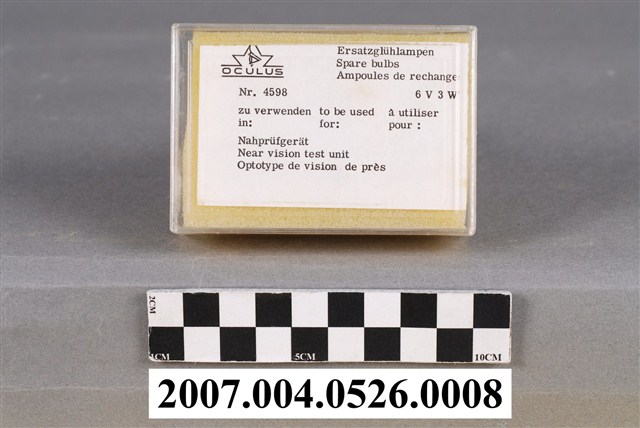 OCULUS
Ersatzglühlampen
Spare bulbs
Ampoules de rechange
Nr. 4598 6 V 3 W
zu verwenden to be used à utiliser
in: for: pour :
Nahprüfgerät
Near vision test unit
Optotype de vision de près
2CM
1CM 5CM 10CM
2007.004.0526.0008